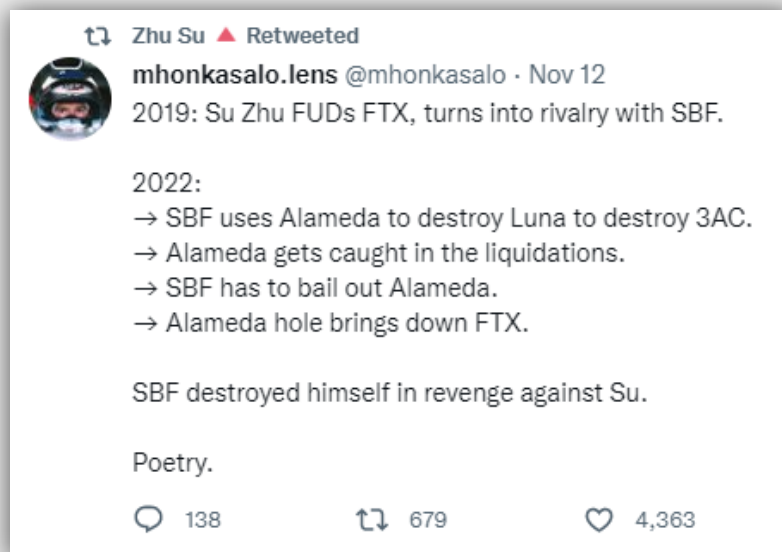 Zhu Su 🔺 Retweeted
mhonkasalo.lens @mhonkasalo · Nov 12
2019: Su Zhu FUDs FTX, turns into rivalry with SBF.
2022:
→ SBF uses Alameda to destroy Luna to destroy 3AC.
→ Alameda gets caught in the liquidations.
→ SBF has to bail out Alameda.
→ Alameda hole brings down FTX.
SBF destroyed himself in revenge against Su.
Poetry.
138 679 4,363